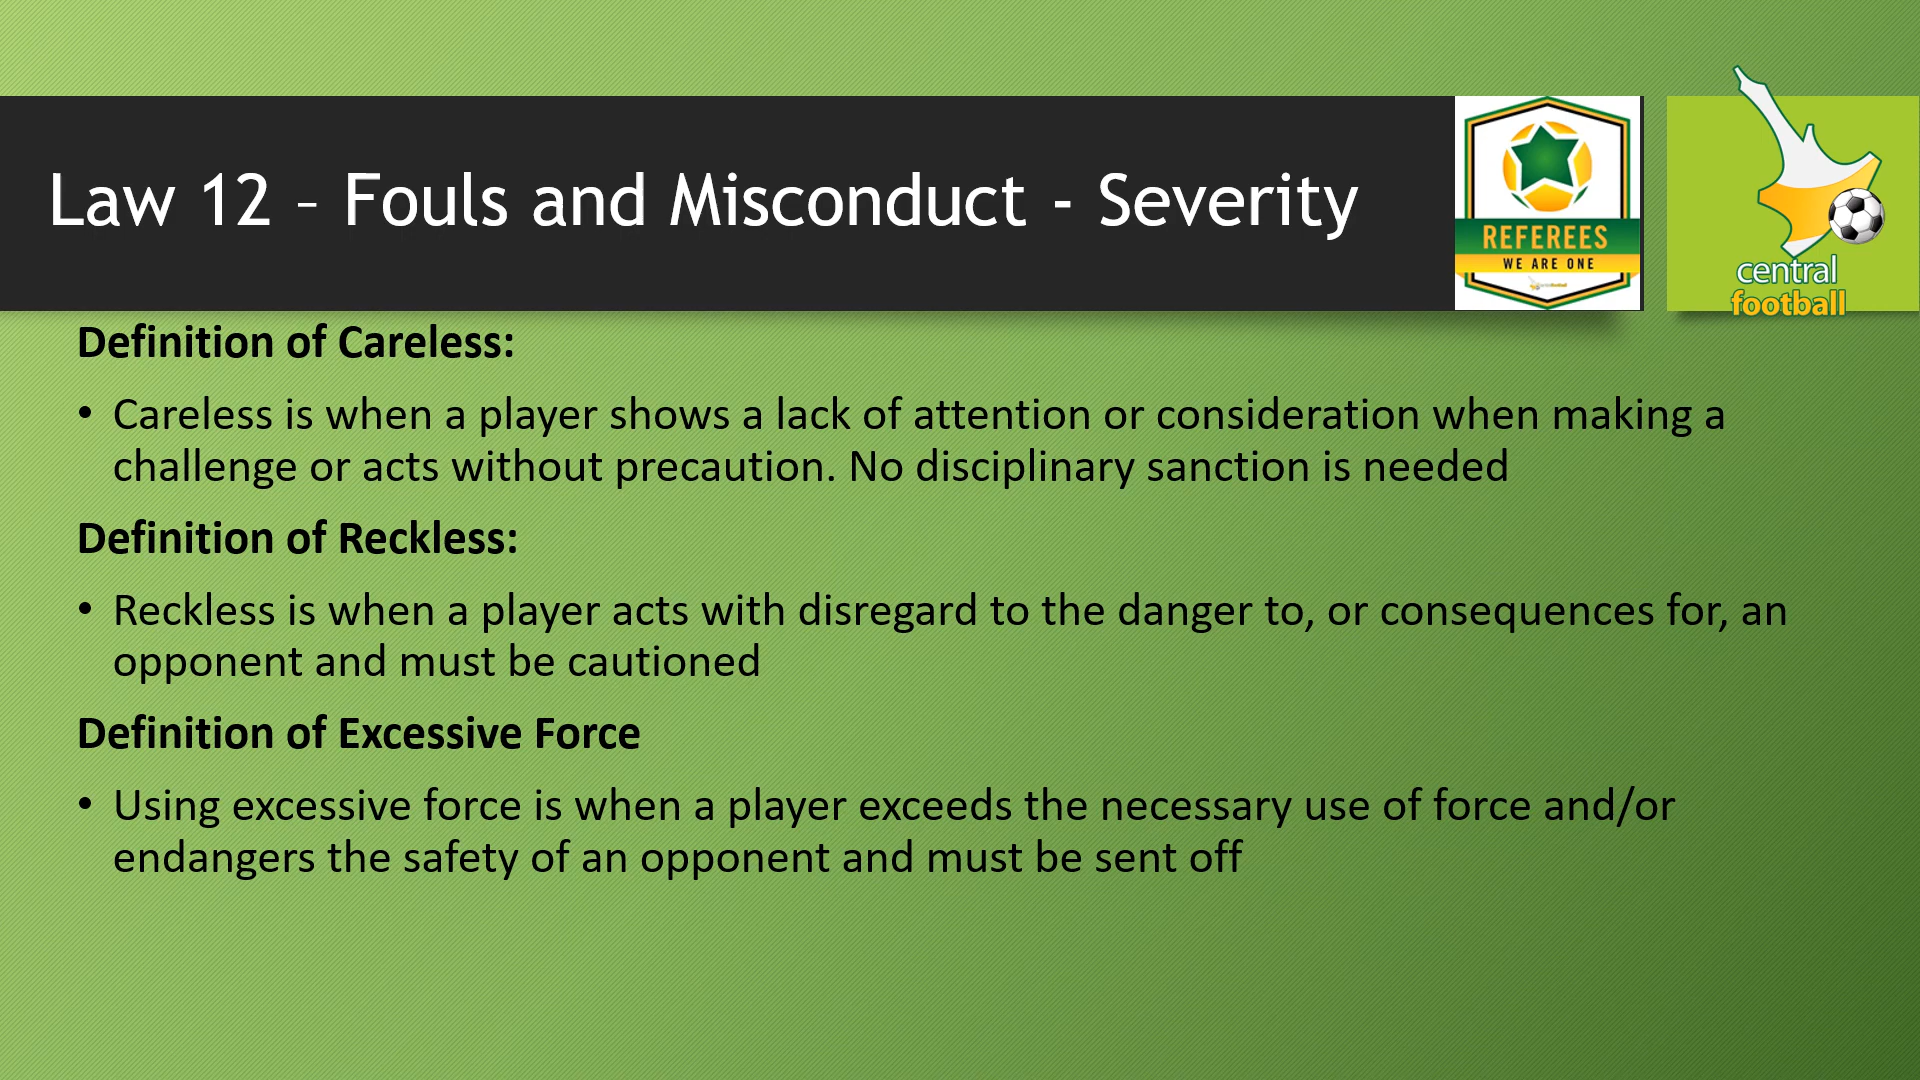 Law 12 – Fouls and Misconduct - Severity
REFEREES
WE ARE ONE
central
football
Definition of Careless:
• Careless is when a player shows a lack of attention or consideration when making a
challenge or acts without precaution. No disciplinary sanction is needed
Definition of Reckless:
• Reckless is when a player acts with disregard to the danger to, or consequences for, an
opponent and must be cautioned
Definition of Excessive Force
• Using excessive force is when a player exceeds the necessary use of force and/or
endangers the safety of an opponent and must be sent off